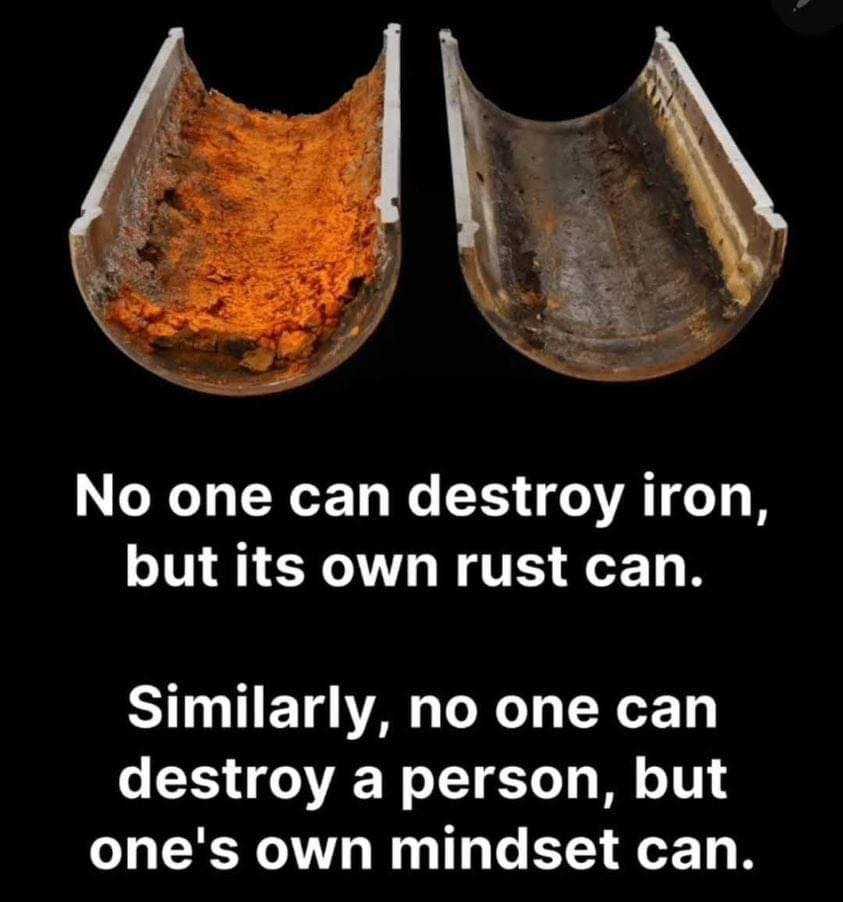 No one can destroy iron,
but its own rust can.
Similarly, no one can
destroy a person, but
one's own mindset can.